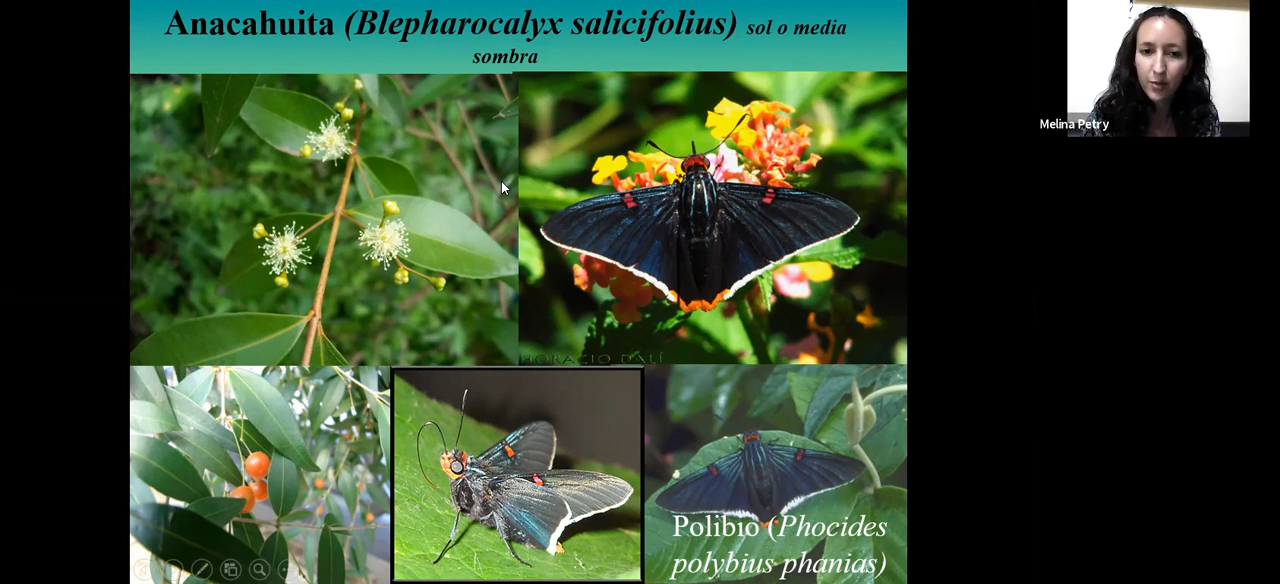 Anacahuita (Blepharocalyx salicifolius) sol o media
sombra
Melina Petry
HORACIO DALÍ
Polibio (Phocides
polybius phanias)